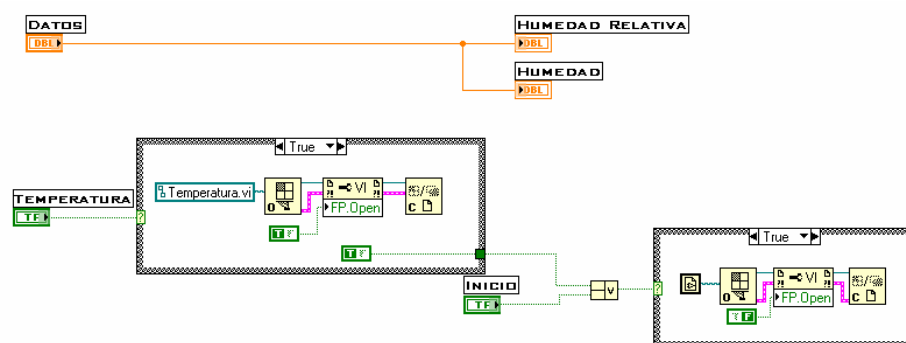 DATOS
DBL
HUMEDAD RELATIVA
DBL
HUMEDAD
DBL
True
Temperatura.vi
VI
O
FP.Open
C
T
T
TEMPERATURA
TF
?
INICIO
TF
V
True
VI
O
FP.Open
C
F
?